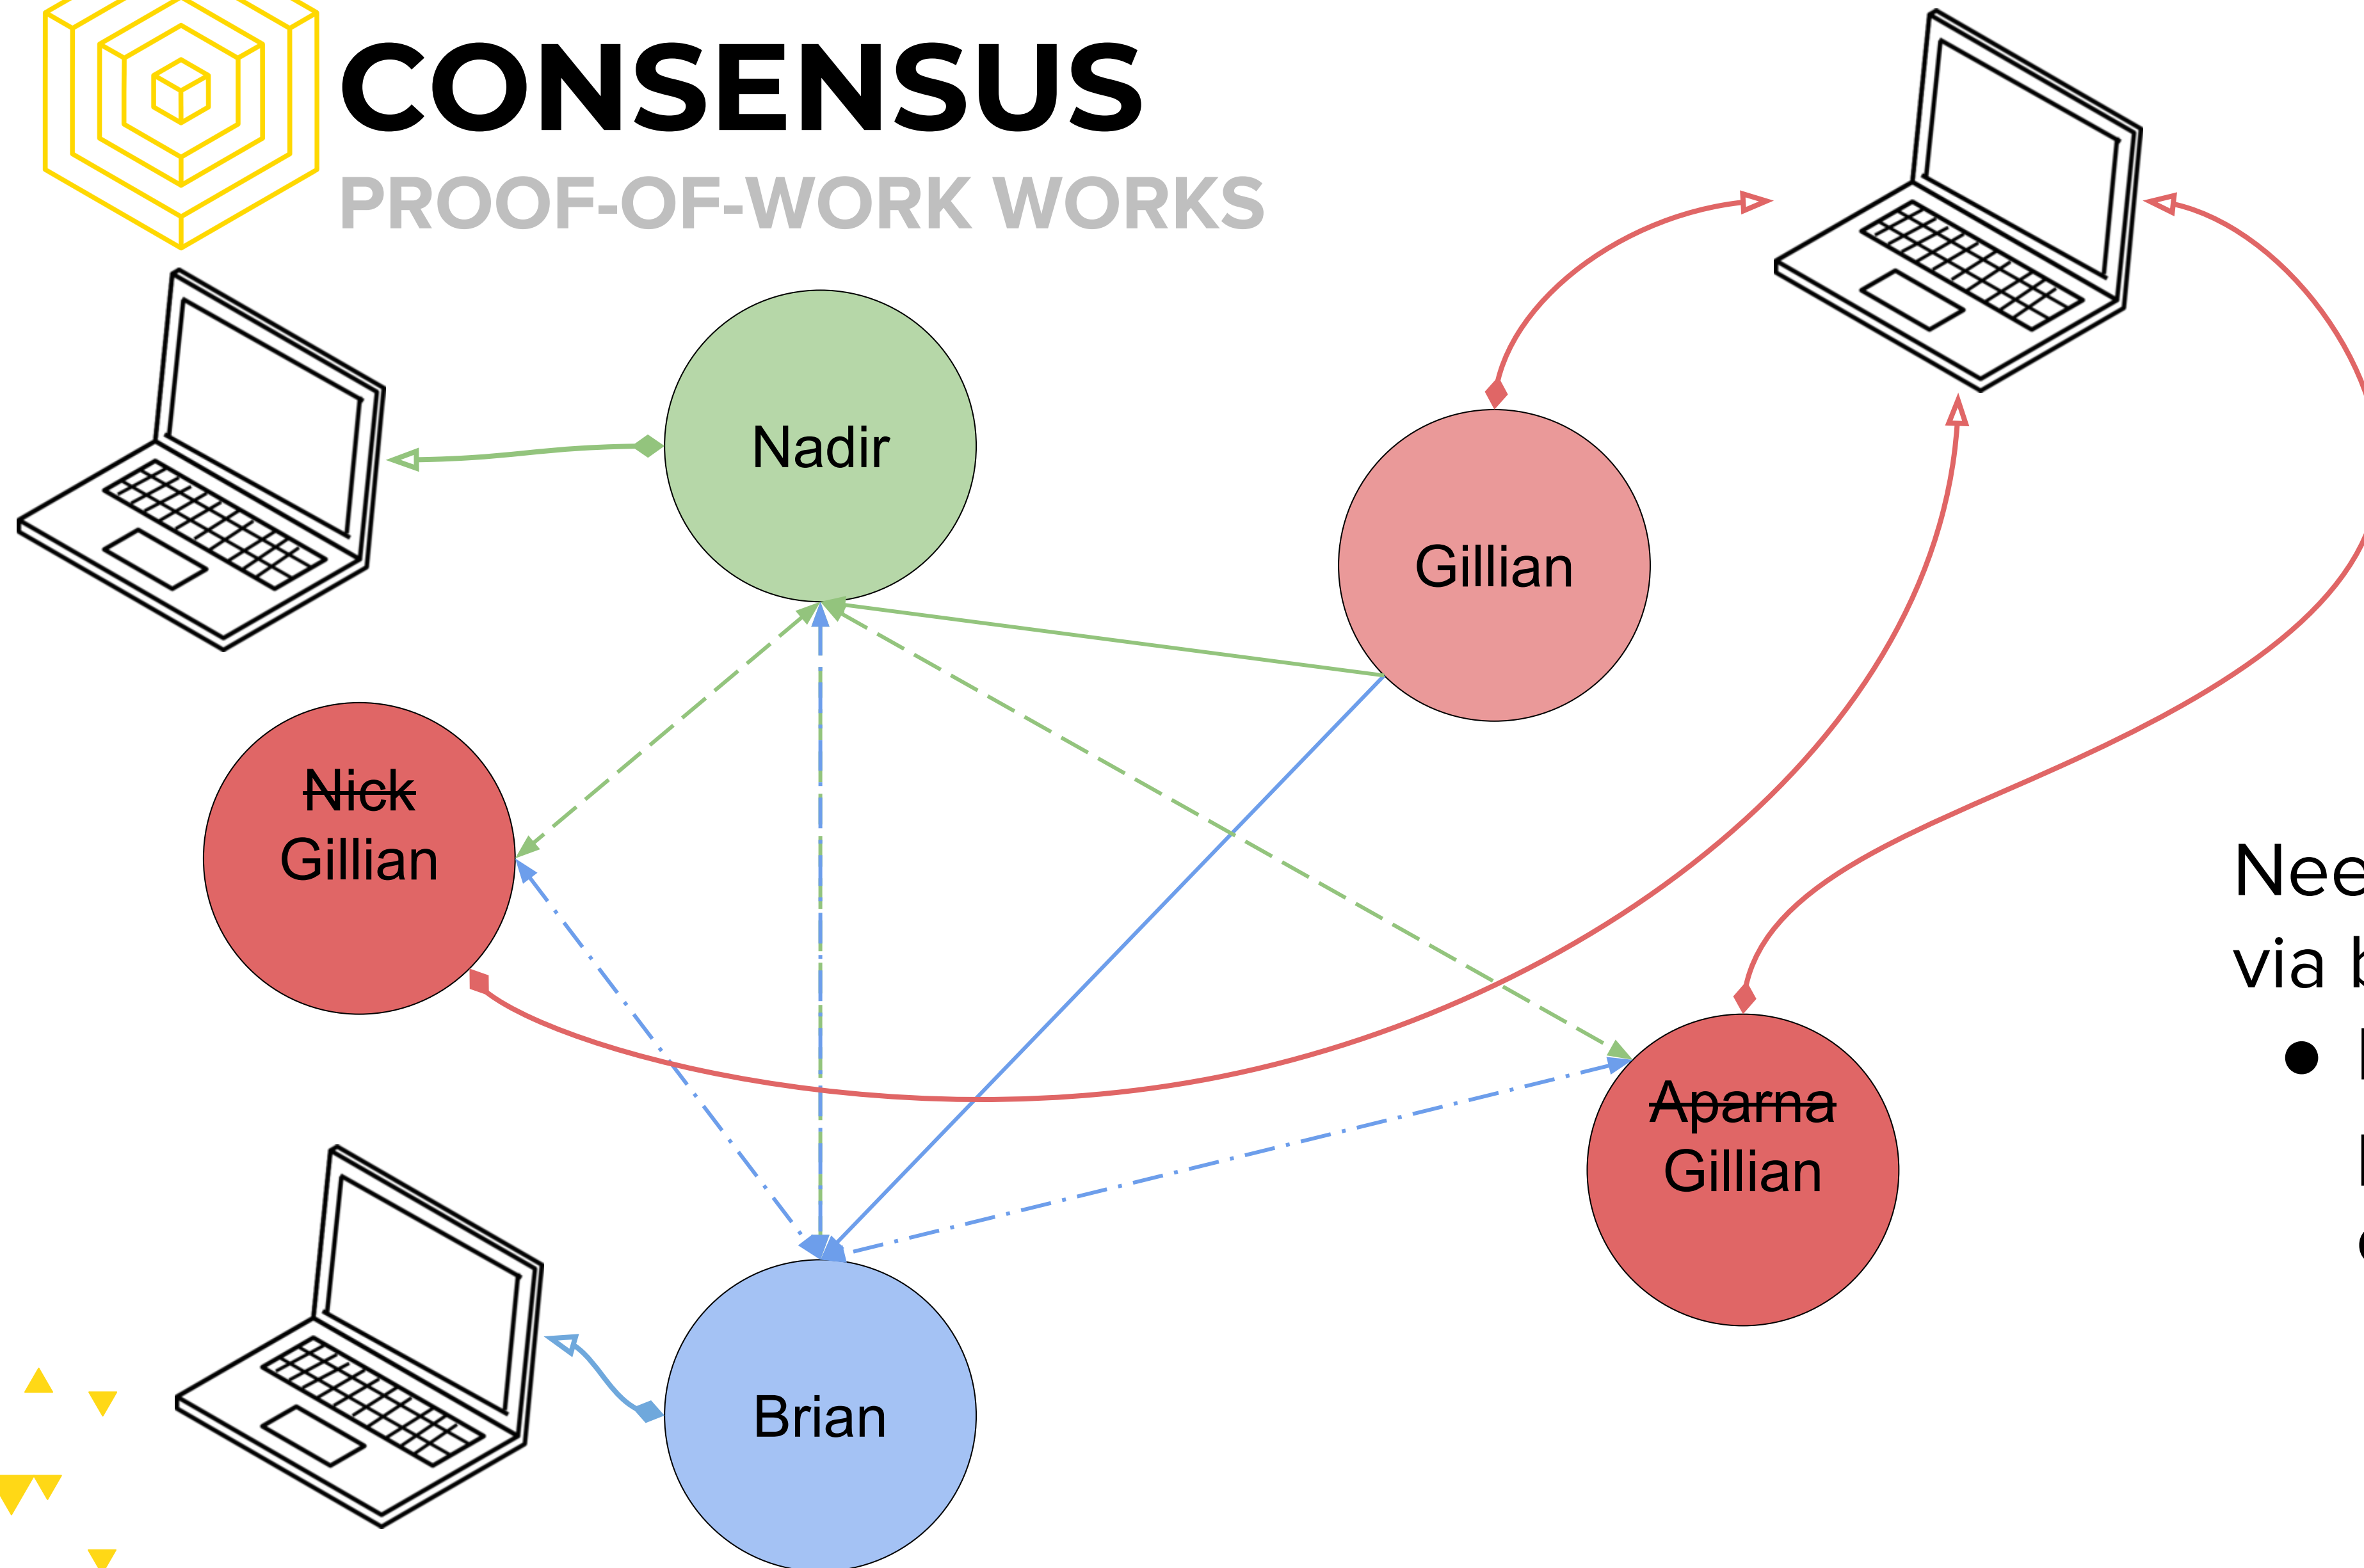 CONSENSUS
PROOF-OF-WORK WORKS
Nadir
Gillian
Nick
Gillian
Aparna
Gillian
Brian
via
●